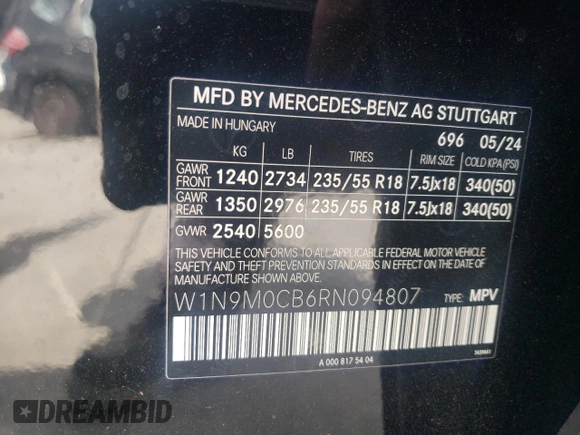 MFD BY MERCEDES-BENZ AG STUTTGART
MADE IN HUNGARY
696 05/24
KG LB TIRES RIM SIZE COLD KPA(PSI)
GAWR FRONT 1240 2734 235/55 R18 7.5Jx18 340(50)
GAWR REAR 1350 2976 235/55 R18 7.5Jx18 340(50)
GVWR 2540 5600
THIS VEHICLE CONFORMS TO ALL APPLICABLE FEDERAL MOTOR VEHICLE
SAFETY, BUMPER, AND THEFT PREVENTION STANDARDS IN EFFECT ON THE
DATE OF MANUFACTURE SHOWN ABOVE.
W1N9M0CB6RN094807 TYPE: MPV
A 000 817 54 04
DREAMBID